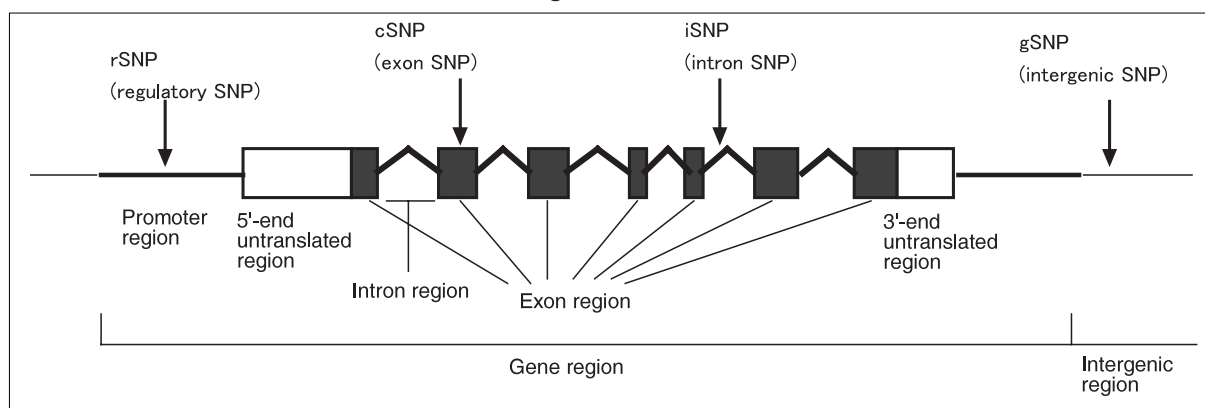 rSNP
(regulatory SNP)
cSNP
(exon SNP)
iSNP
(intron SNP)
gSNP
(intergenic SNP)
Promoter
region
5'-end
untranslated
region
3'-end
untranslated
region
Intron region
Exon region
Gene region
Intergenic
region